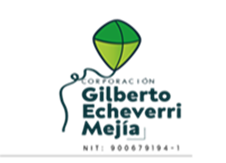 CORPORACIÓN
Gilberto
Echeverri
Mejía
NIT: 900679194-1